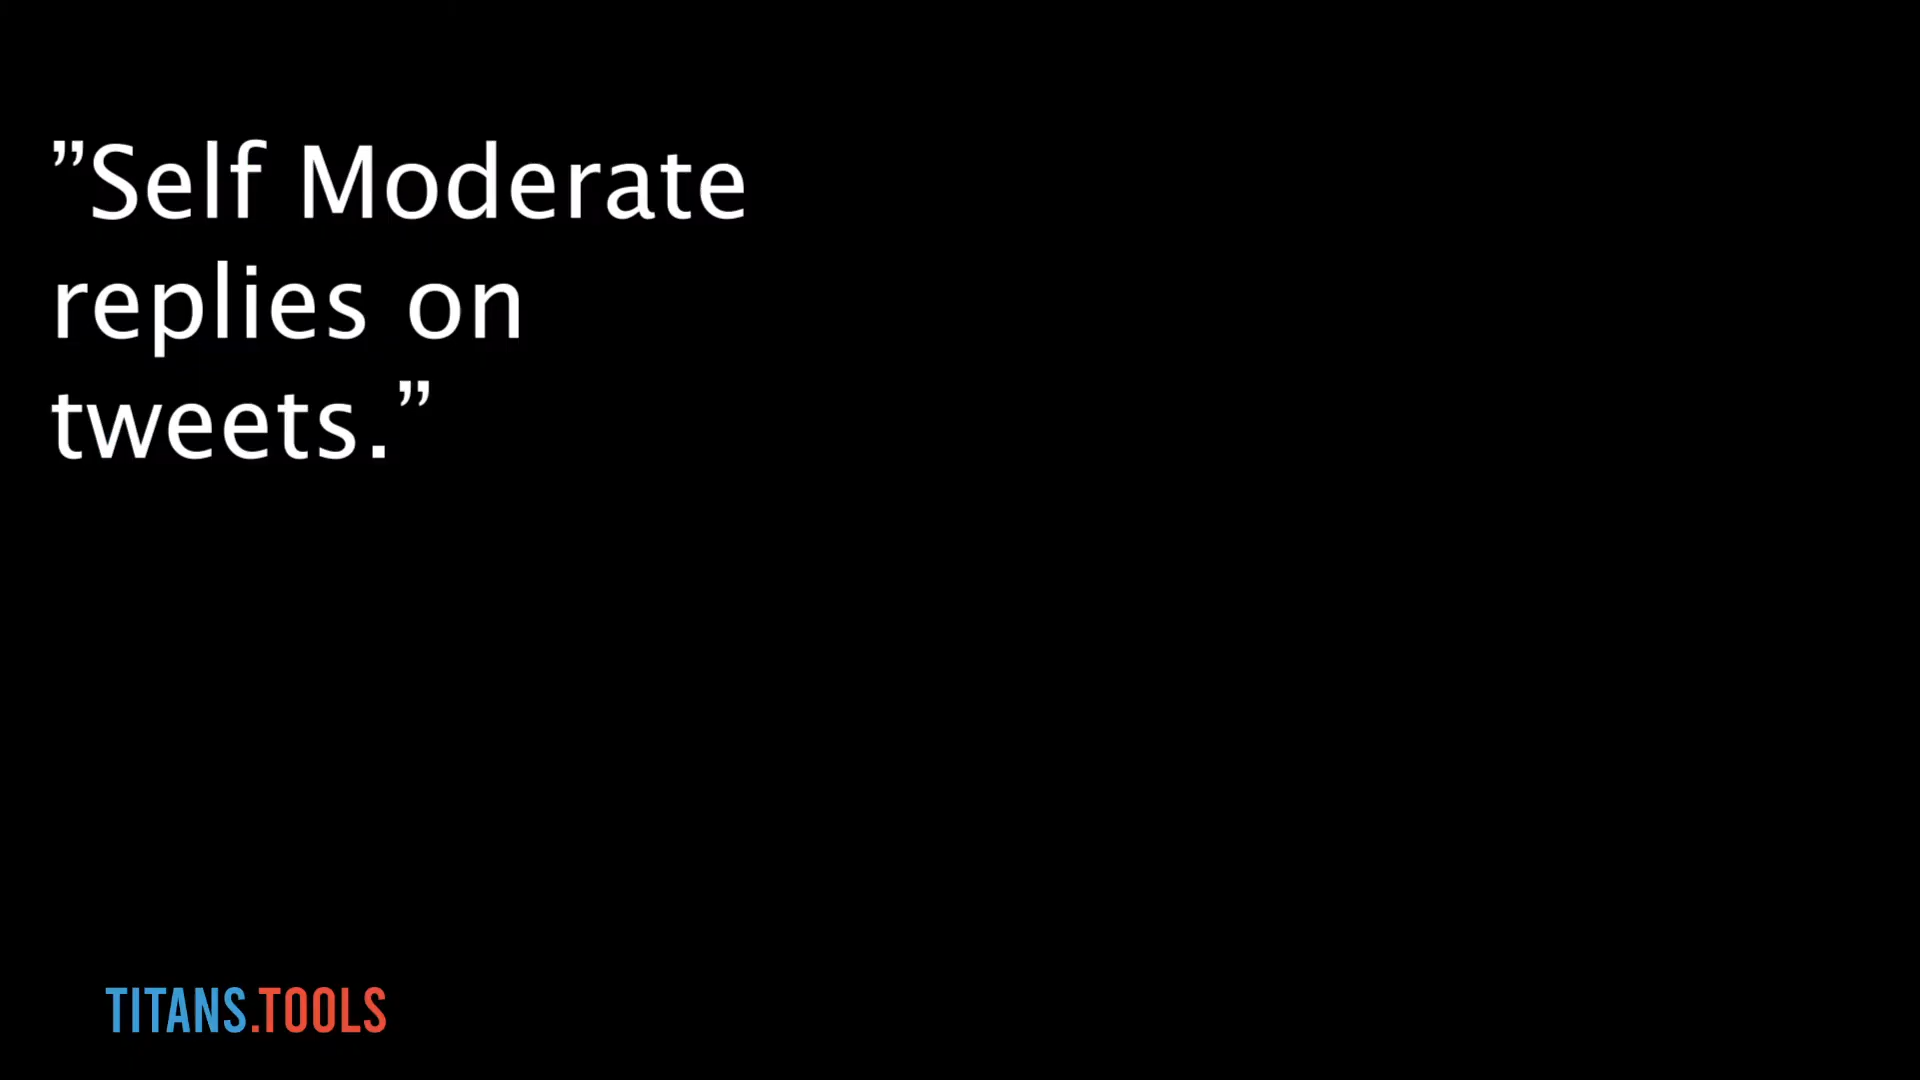 ”Self Moderate
replies on
tweets.”
TITANS.TOOLS